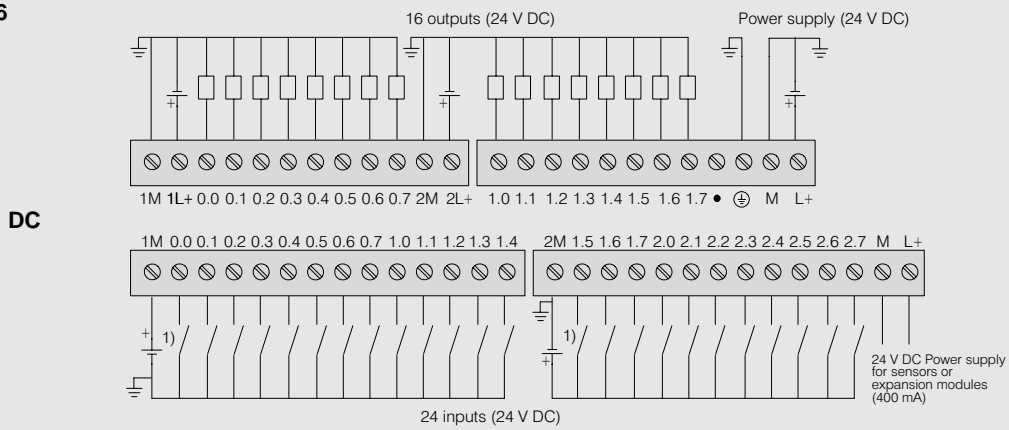 6
16 outputs (24 V DC)
Power supply (24 V DC)
+
+
+
1M 1L+ 0.0 0.1 0.2 0.3 0.4 0.5 0.6 0.7 2M 2L+
1.0 1.1 1.2 1.3 1.4 1.5 1.6 1.7 • M L+
DC
1M 0.0 0.1 0.2 0.3 0.4 0.5 0.6 0.7 1.0 1.1 1.2 1.3 1.4
2M 1.5 1.6 1.7 2.0 2.1 2.2 2.3 2.4 2.5 2.6 2.7 M L+
+ 1)
1)
+
24 V DC Power supply
for sensors or
expansion modules
(400 mA)
24 inputs (24 V DC)